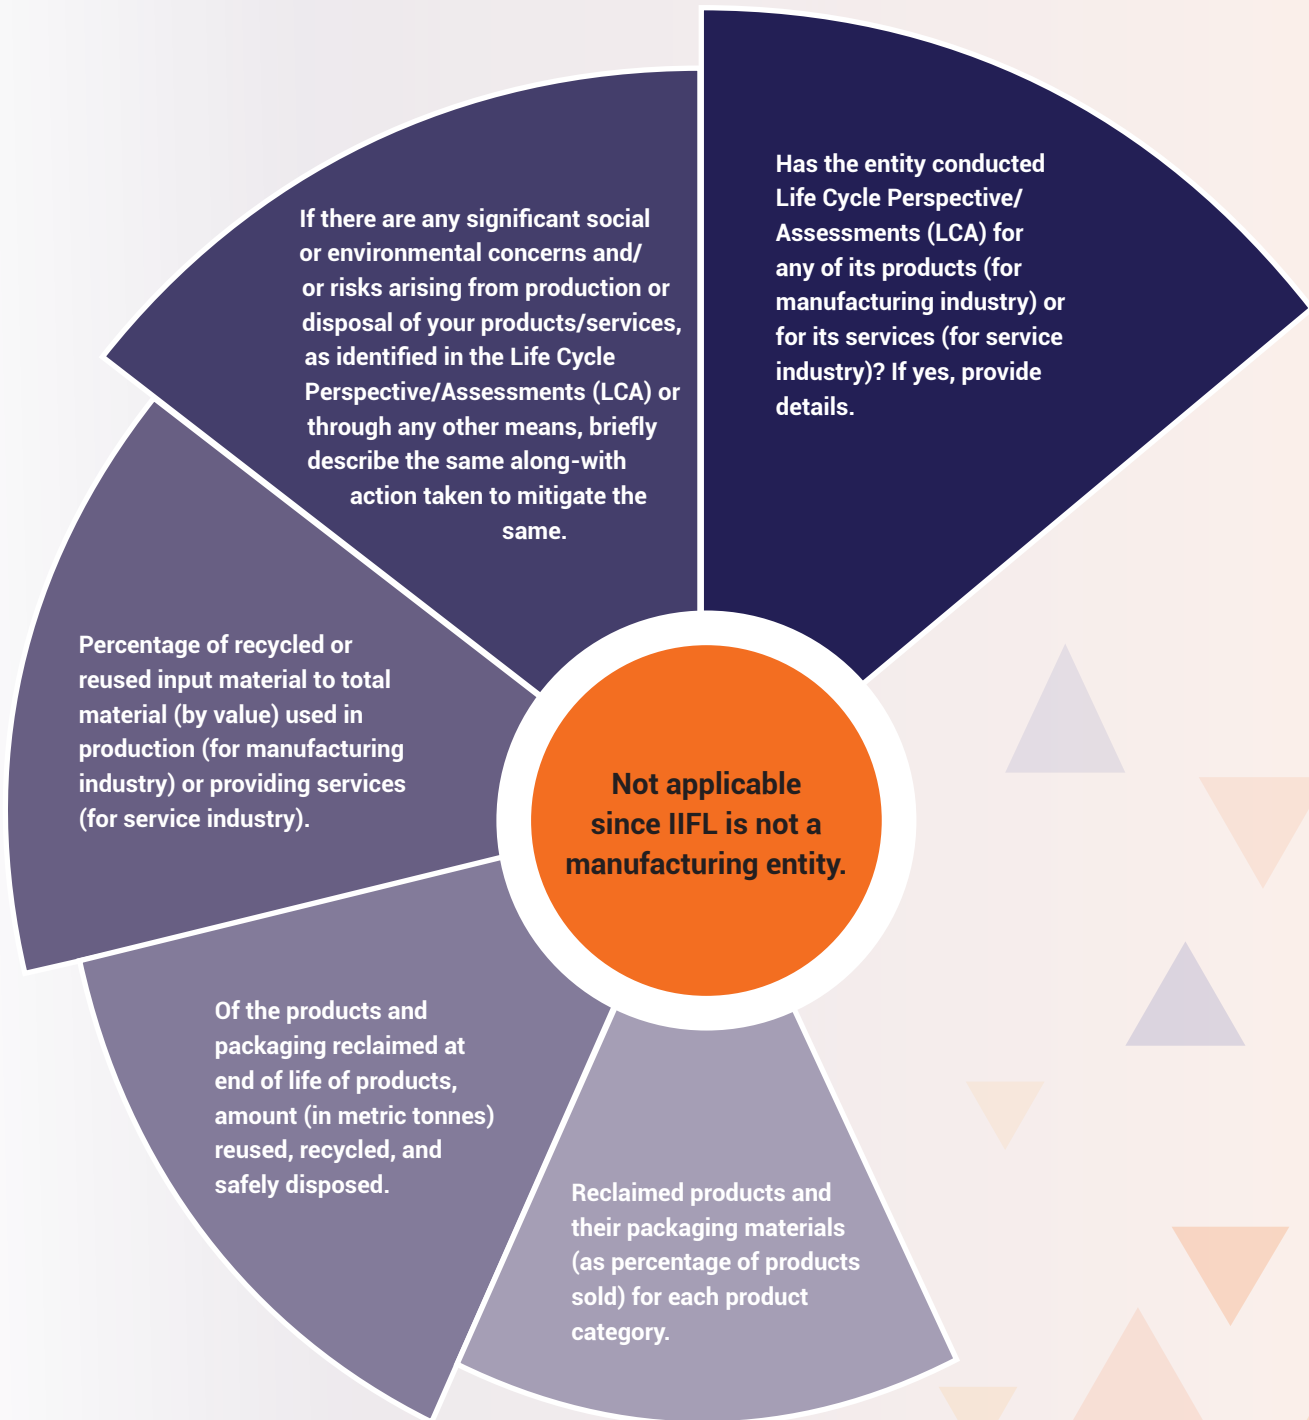 Has the entity conducted
Life Cycle Perspective/
Assessments (LCA) for
any of its products (for
manufacturing industry) or
for its services (for service
industry)? If yes, provide
details.
If there are any significant social
or environmental concerns and/
or risks arising from production or
disposal of your products/services,
as identified in the Life Cycle
Perspective/Assessments (LCA) or
through any other means, briefly
describe the same along-with
action taken to mitigate the
same.
Percentage of recycled or
reused input material to total
material (by value) used in
production (for manufacturing
industry) or providing services
(for service industry).
Of the products and
packaging reclaimed at
end of life of products,
amount (in metric tonnes)
reused, recycled, and
safely disposed.
Reclaimed products and
their packaging materials
(as percentage of products
sold) for each product
category.
Not applicable
since IIFL is not a
manufacturing entity.